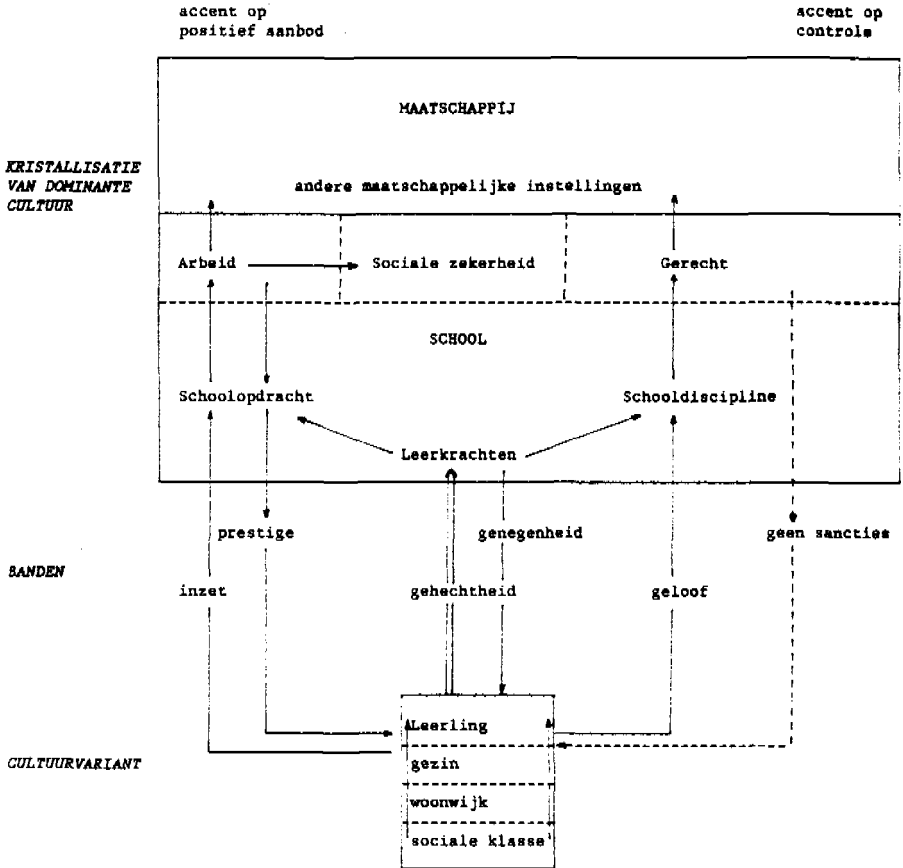 accent op
positief aanbod
accent op
controle
MAATSCHAPPIJ
KRISTALLISATIE
VAN DOMINANTE
CULTUUR
andere maatschappelijke instellingen
Arbeid
Sociale zekerheid
Gerecht
SCHOOL
Schoolopdracht
Schooldiscipline
Leerkrachten
prestige
genegenheid
geen sancties
BANDEN
inzet
gehechtheid
geloof
Leerling
CULTUURVARIANT
gezin
woonwijk
sociale klasse